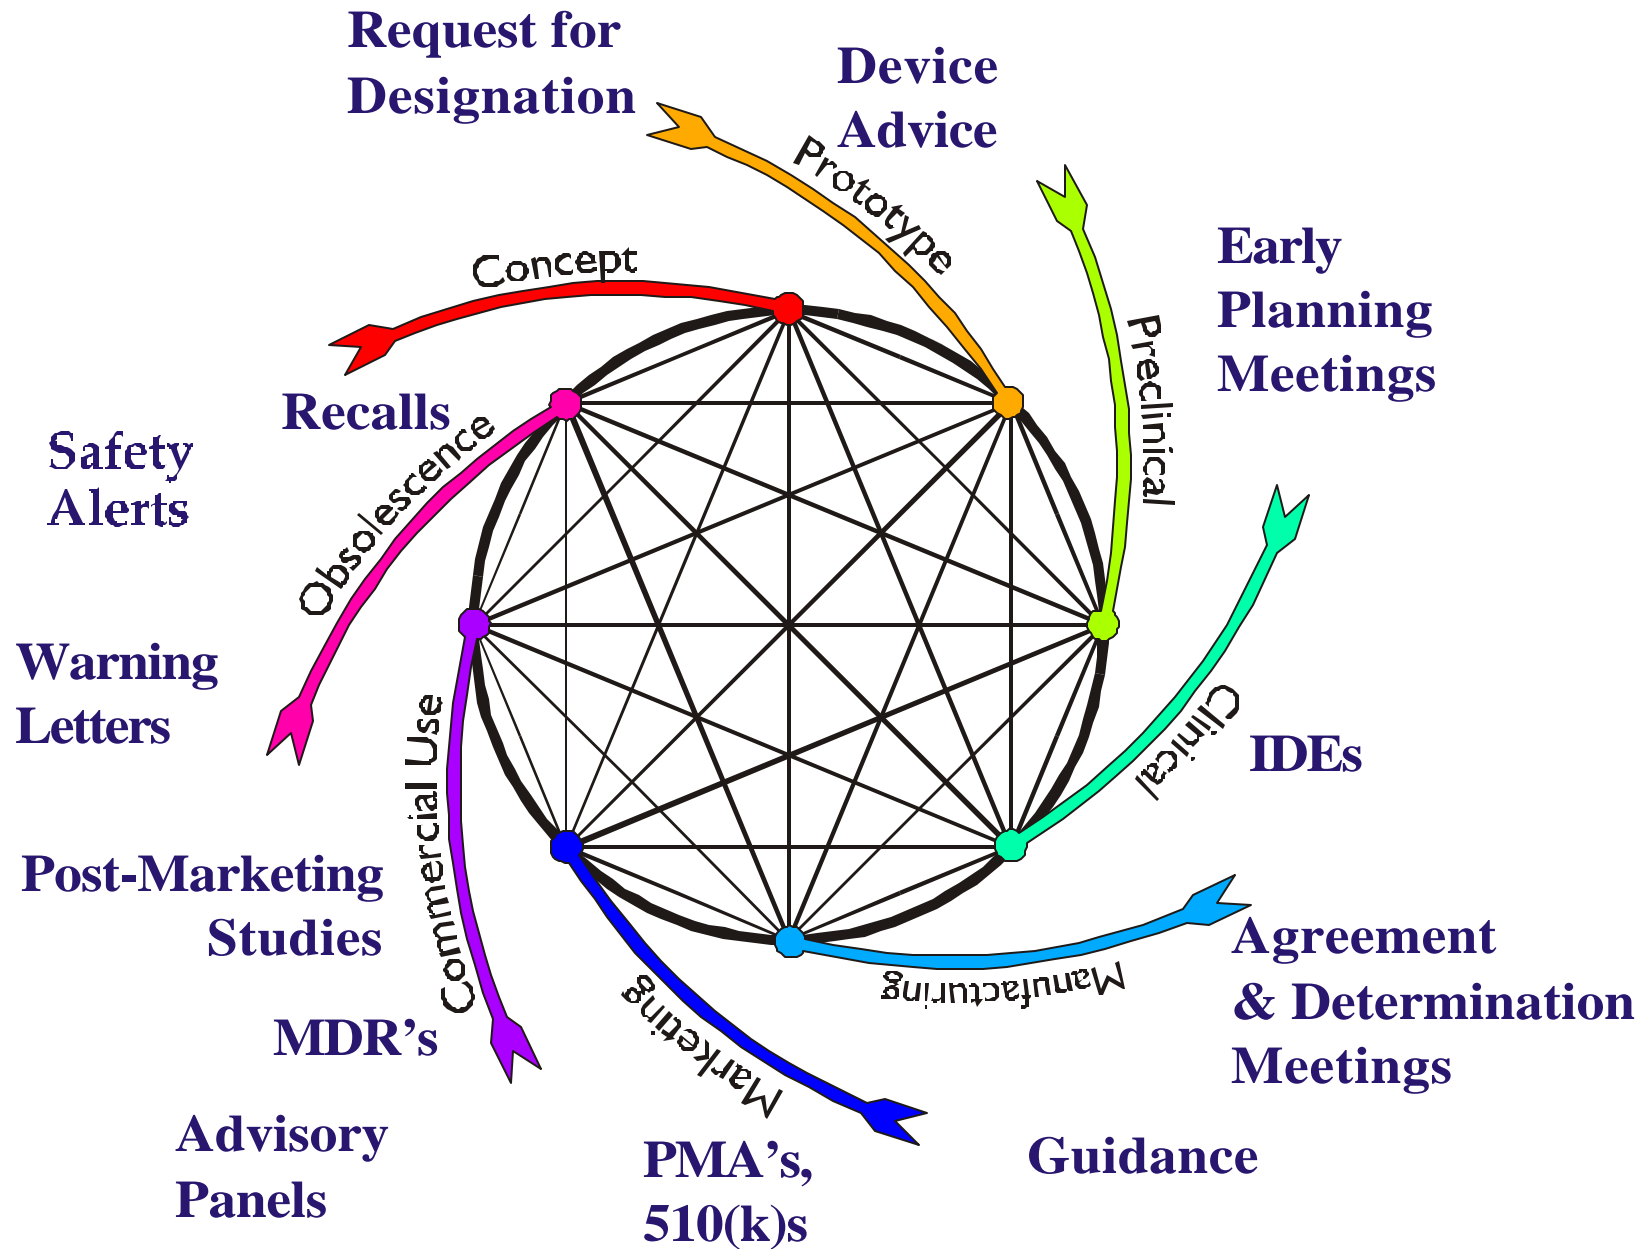 Request for
Designation
Device
Advice
Prototype
Concept
Early
Planning
Meetings
Preclinical
Recalls
Obsolescence
Safety
Alerts
Warning
Letters
Clinical
IDEs
Commercial Use
Post-Marketing
Studies
Agreement
& Determination
Meetings
Manufacturing
Marketing
MDR’s
Advisory
Panels
PMA’s,
510(k)s
Guidance